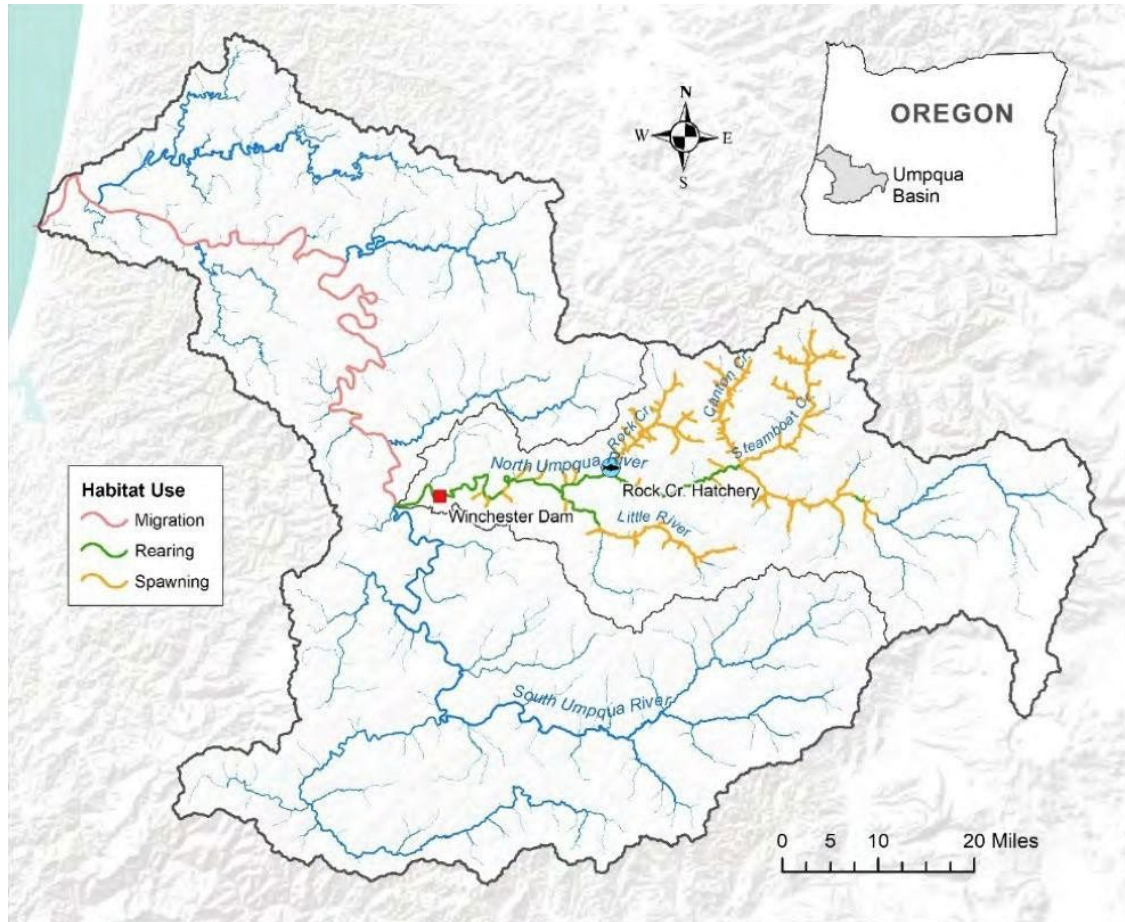 N
W E
S
OREGON
Umpqua
Basin
Canton Cr.
Rock Cr.
Steamboat Cr.
North Umpqua River
Rock Cr. Hatchery
Winchester Dam
Little River
Habitat Use
Migration
Rearing
Spawning
South Umpqua River
0 5 10 20 Miles